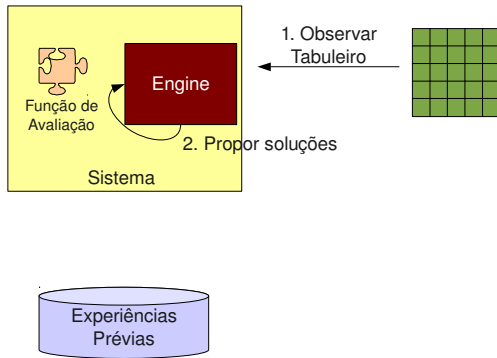 1. Observar
Tabuleiro
Engine
Função de
Avaliação
2. Propor soluções
Sistema
Experiências
Prévias